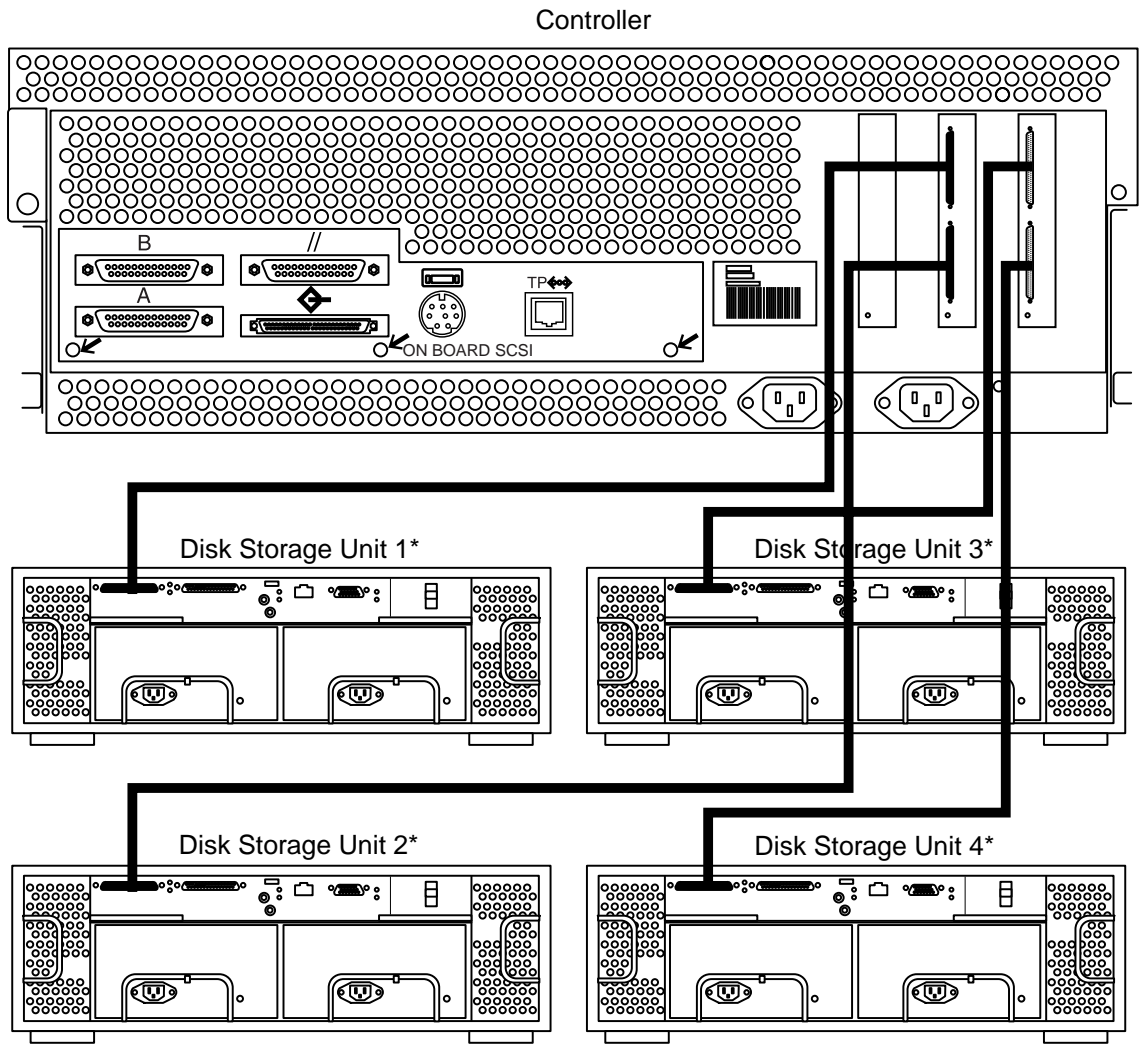 Controller
B
//
A
TP
ON BOARD SCSI
Disk Storage Unit 1*
Disk Storage Unit 3*
Disk Storage Unit 2*
Disk Storage Unit 4*